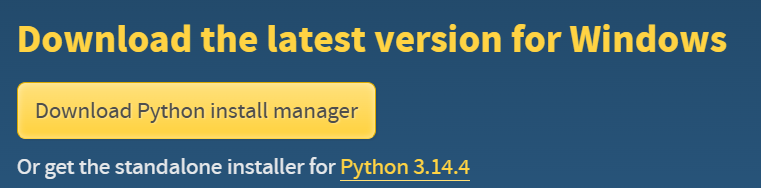 Download the latest version for Windows
Download Python install manager
Or get the standalone installer for Python 3.14.4